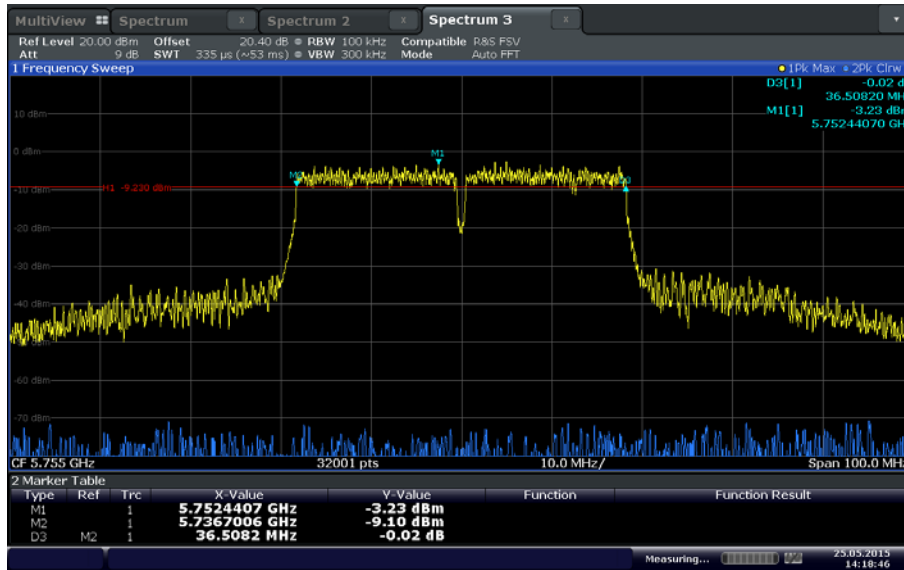 MultiView Spectrum x Spectrum 2 x Spectrum 3 x
Ref Level 20.00 dBm Offset 20.40 dB RBW 100 kHz Compatible R&S FSV
Att 9 dB SWT 335 µs (~53 ms) VBW 300 kHz Mode Auto FFT
1 Frequency Sweep 1Pk Max 2Pk Clrw
D3[1] -0.02 d
36.50820 MH
10 dBm M1[1] -3.23 dB
5.75244070 GH
0 dBm M1
M2
D3
-10 dBm H1 -9.230 dBm
-20 dBm
-30 dBm
-40 dBm
-60 dBm
-70 dBm
CF 5.755 GHz 32001 pts 10.0 MHz/ Span 100.0 MH
2 Marker Table
Type Ref Trc X-Value Y-Value Function Function Result
M1 1 5.7524407 GHz -3.23 dBm
M2 1 5.7367006 GHz -9.10 dBm
D3 M2 1 36.5082 MHz -0.02 dB
Measuring... 25.05.2015
14:18:46